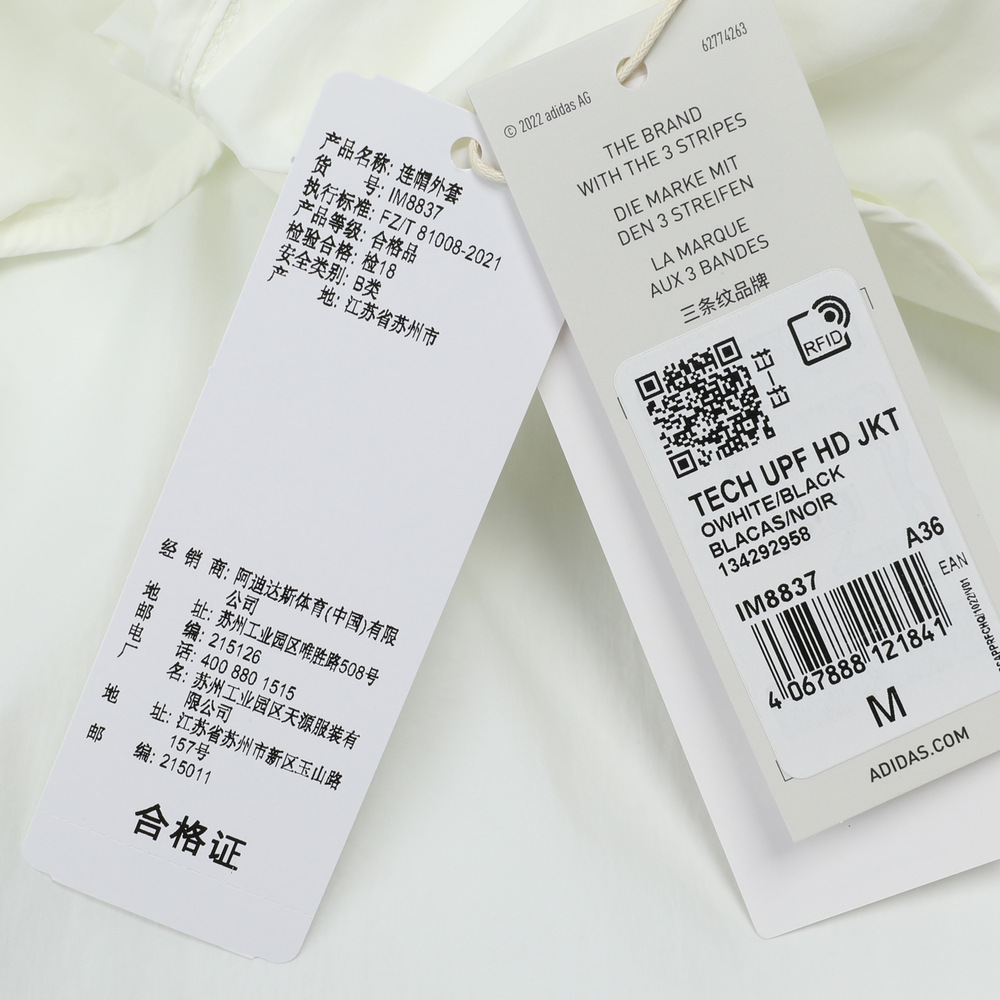 产品名称: 连帽外套
货 号: IM8837
执行标准: FZ/T 81008-2021
产品等级: 合格品
检验合格: 检18
安全类别: B类
产 地: 江苏省苏州市
经 销 商: 阿迪达斯体育(中国)有限
公司
地 址: 苏州工业园区唯胜路508号
邮 编: 215126
电 话: 400 880 1515
厂 名: 苏州工业园区天源服装有
限公司
地 址: 江苏省苏州市新区玉山路
157号
邮 编: 215011
合格证
62774263
© 2022 adidas AG
THE BRAND
WITH THE 3 STRIPES
DIE MARKE MIT
DEN 3 STREIFEN
LA MARQUE
AUX 3 BANDES
三条纹品牌
扫一扫
RFID
TECH UPF HD JKT
OWHITE/BLACK
BLACAS/NOIR
134292958
A36
IM8837
EAN
4 067888 121841
M
ADIDAS.COM